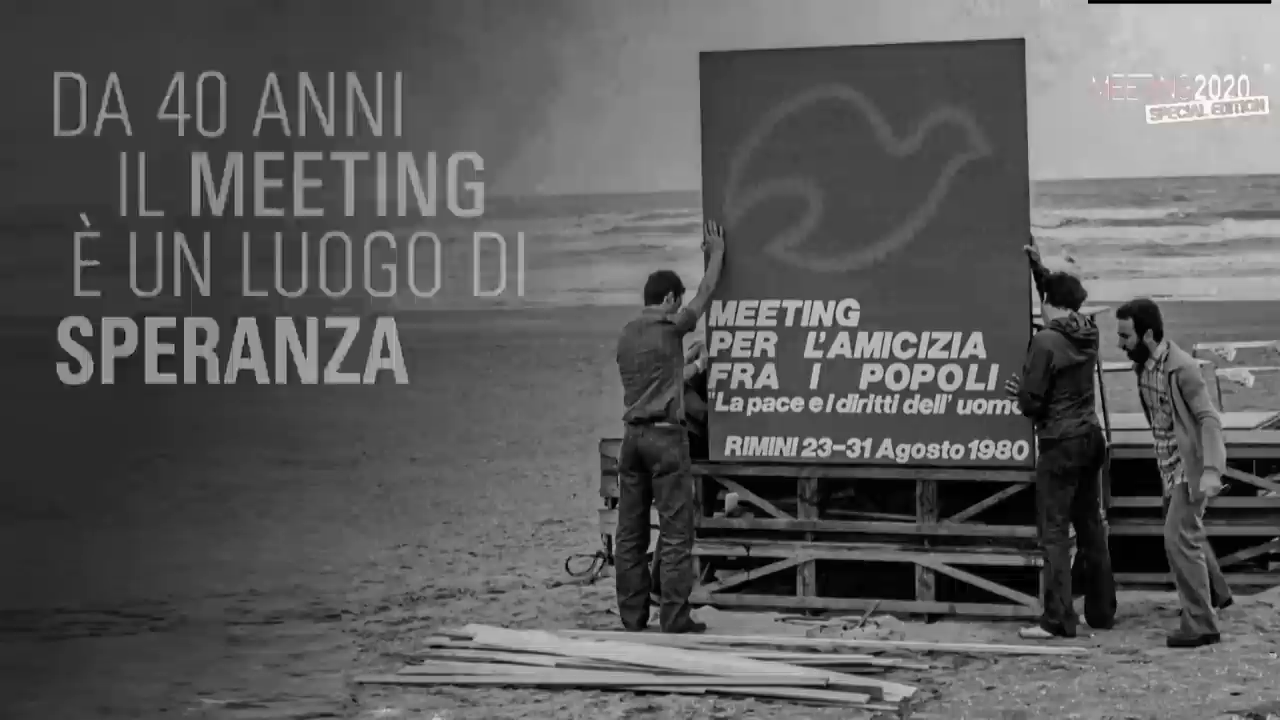 DA 40 ANNI
IL MEETING
È UN LUOGO DI
SPERANZA
MEETING2020
SPECIAL EDITION
MEETING
PER L'AMICIZIA
FRA I POPOLI
"La pace e I diritti dell' uomo
RIMINI 23-31 Agosto 1980